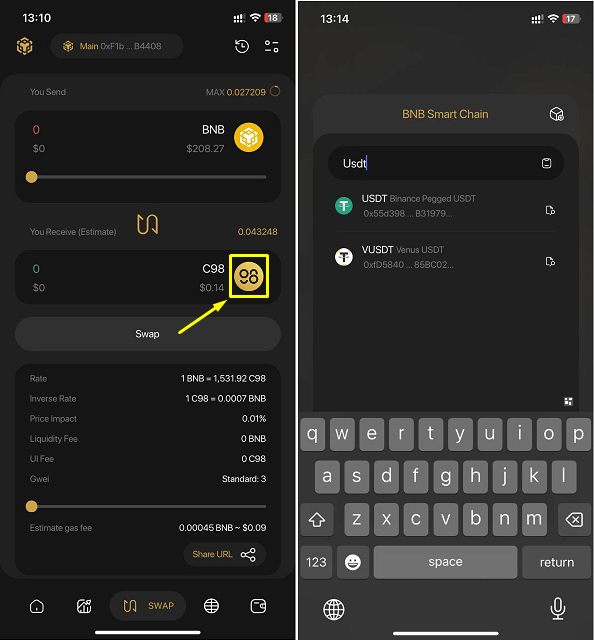 13:10
18
Main 0xF1b ... B4408
You Send
MAX 0.027209
0
BNB
$0
$208.27
You Receive (Estimate)
0.043248
0
C98
98
$0
$0.14
Swap
Rate
1 BNB = 1,531.92 C98
Inverse Rate
1 C98 = 0.0007 BNB
Price Impact
0.01%
Liquidity Fee
0 BNB
UI Fee
0 C98
Gwei
Standard: 3
Estimate gas fee
0.00045 BNB ~ $0.09
Share URL
SWAP
13:14
17
BNB Smart Chain
Usdt
USDT Binance Pegged USDT
0x55d398 ... B31979...
VUSDT Venus USDT
0xfD5840 ... 85BC02...
q w e r t y u i o p
a s d f g h j k l
z x c v b n m
123
space
return